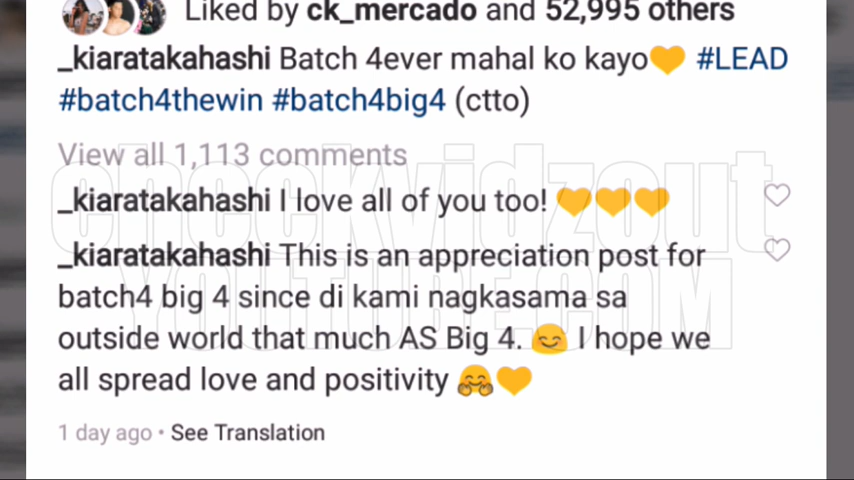 Liked by ck_mercado and 52,995 others
_kiaratakahashi Batch 4ever mahal ko kayo💛 #LEAD
#batch4thewin #batch4big4 (ctto)
View all 1,113 comments
_kiaratakahashi I love all of you too! 💛💛💛
_kiaratakahashi This is an appreciation post for
batch4 big 4 since di kami nagkasama sa
outside world that much AS Big 4. 😊 I hope we
all spread love and positivity 🤗💛
1 day ago • See Translation
checkvidzout
YOUTUBE.COM